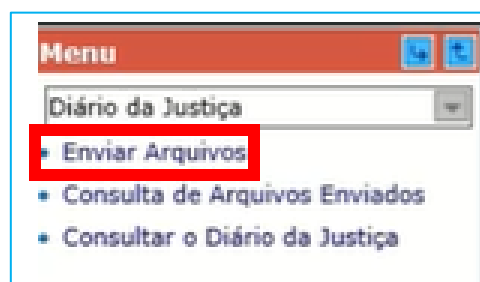 Menu
Diário da Justiça
Enviar Arquivos
Consulta de Arquivos Enviados
Consultar o Diário da Justiça